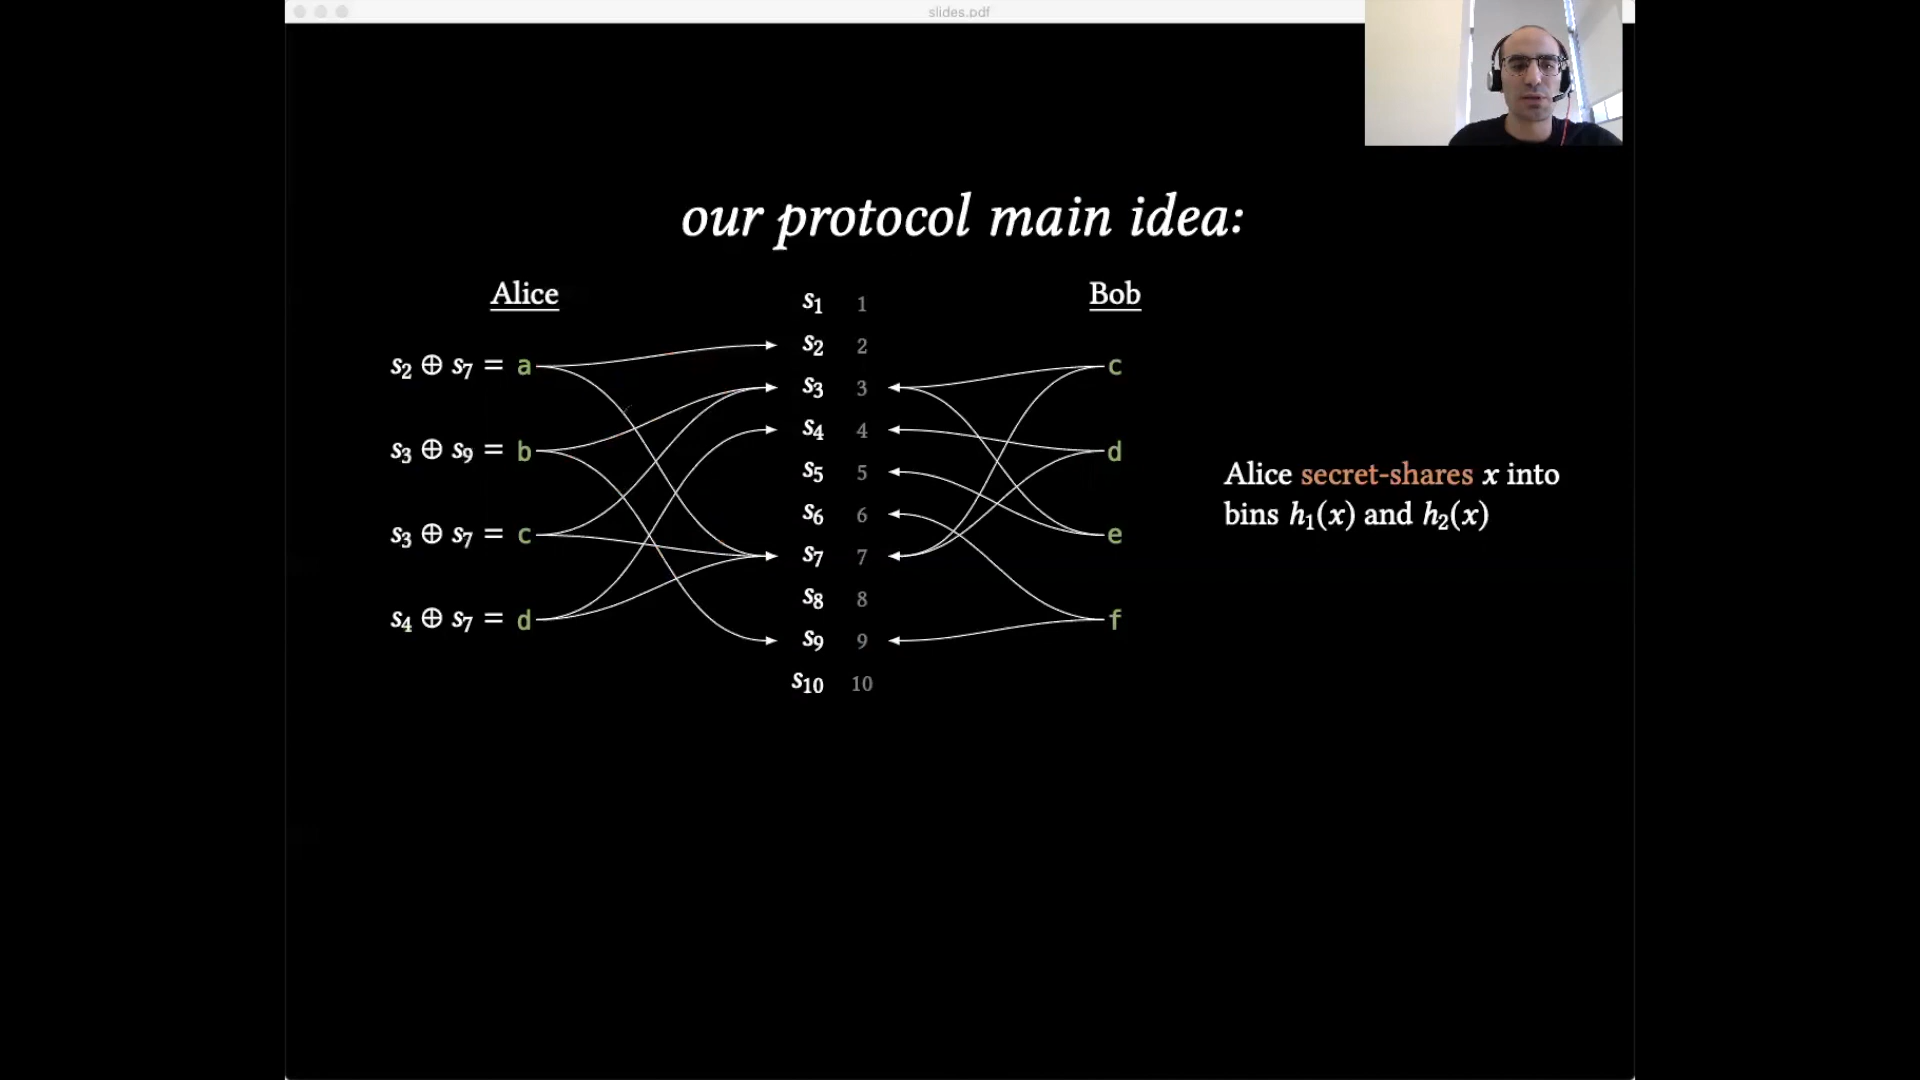 slides.pdf
our protocol main idea:
Alice
Bob
s₁ 1
s₂ 2
s₃ 3
s₄ 4
s₅ 5
s₆ 6
s₇ 7
s₈ 8
s₉ 9
s₁₀ 10
s₂ ⊕ s₇ = a
s₃ ⊕ s₉ = b
s₃ ⊕ s₇ = c
s₄ ⊕ s₇ = d
c
d
e
f
Alice secret-shares x into
bins h₁(x) and h₂(x)